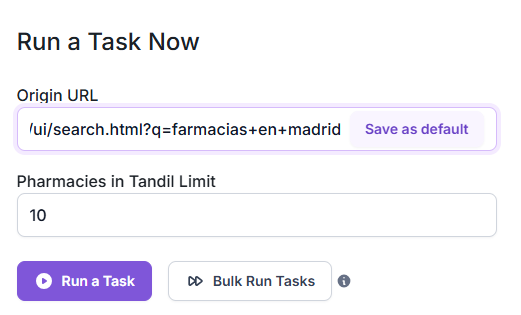 Run a Task Now
Origin URL
/ui/search.html?q=farmacias+en+madrid Save as default
Pharmacies in Tandil Limit
10
Run a Task Bulk Run Tasks